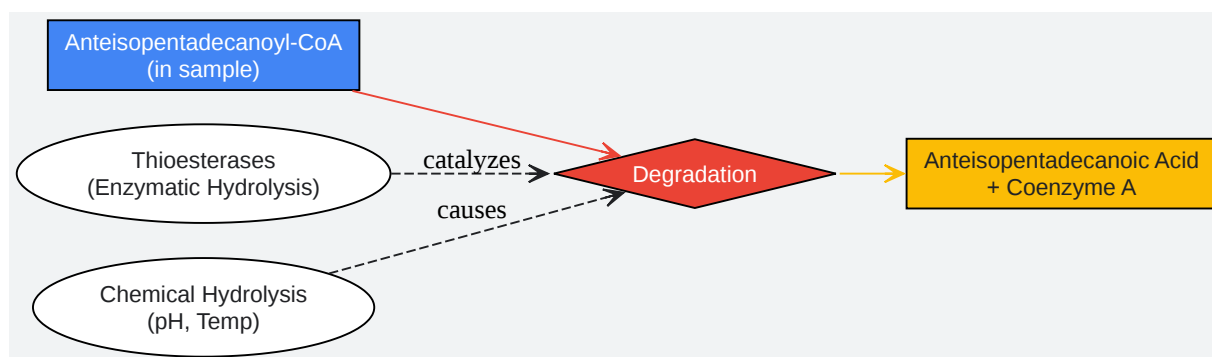 Anteisopentadecanoyl-CoA
(in sample)
Thioesterases
(Enzymatic Hydrolysis)
catalyzes
causes
Degradation
Anteisopentadecanoic Acid
+ Coenzyme A
Chemical Hydrolysis
(pH, Temp)